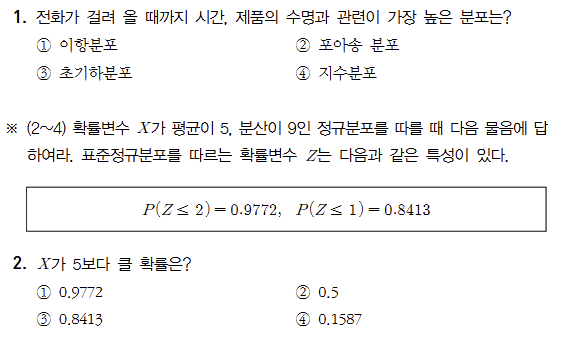 1. 전화가 걸려 올 때까지 시간, 제품의 수명과 관련이 가장 높은 분포는?
① 이항분포 ② 포아송 분포
③ 초기하분포 ④ 지수분포
※ (2~4) 확률변수 X가 평균이 5, 분산이 9인 정규분포를 따를 때 다음 물음에 답
하여라. 표준정규분포를 따르는 확률변수 Z는 다음과 같은 특성이 있다.
P(Z ≤ 2) = 0.9772, P(Z ≤ 1) = 0.8413
2. X가 5보다 클 확률은?
① 0.9772 ② 0.5
③ 0.8413 ④ 0.1587